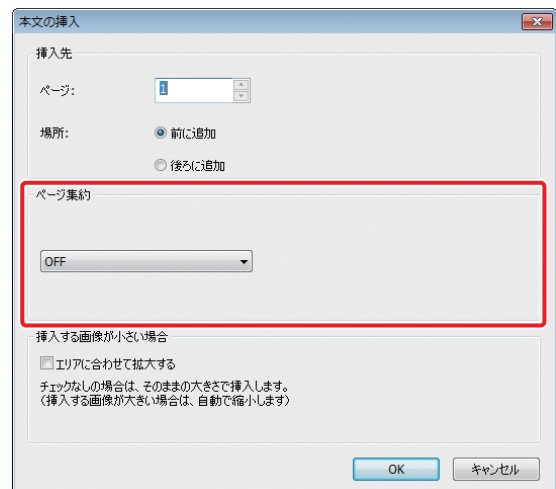 本文の挿入
挿入先
ページ:
1
場所:
前に追加
後ろに追加
ページ集約
OFF
挿入する画像が小さい場合
エリアに合わせて拡大する
チェックなしの場合は、そのままの大きさで挿入します。
(挿入する画像が大きい場合は、自動で縮小します)
OK キャンセル